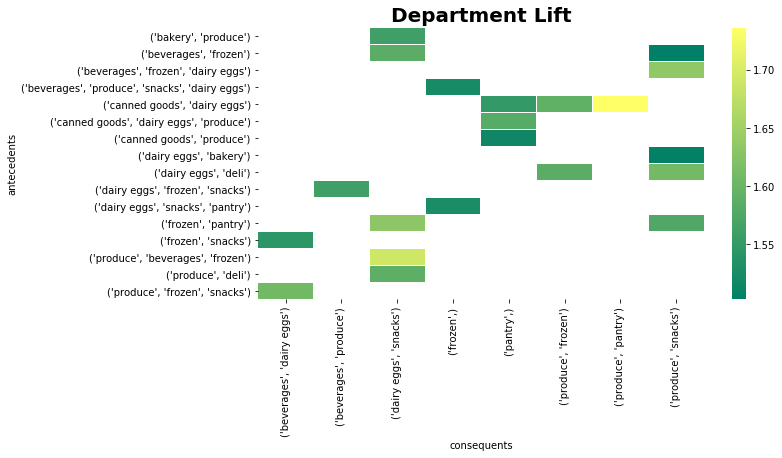 Department Lift
antecedents
('bakery', 'produce')
('beverages', 'frozen')
('beverages', 'frozen', 'dairy eggs')
('beverages', 'produce', 'snacks', 'dairy eggs')
('canned goods', 'dairy eggs')
('canned goods', 'dairy eggs', 'produce')
('canned goods', 'produce')
('dairy eggs', 'bakery')
('dairy eggs', 'deli')
('dairy eggs', 'frozen', 'snacks')
('dairy eggs', 'snacks', 'pantry')
('frozen', 'pantry')
('frozen', 'snacks')
('produce', 'beverages', 'frozen')
('produce', 'deli')
('produce', 'frozen', 'snacks')
('beverages', 'dairy eggs')
('beverages', 'produce')
('dairy eggs', 'snacks')
('frozen',)
('pantry',)
('produce', 'frozen')
('produce', 'pantry')
('produce', 'snacks')
consequents
1.70
1.65
1.60
1.55